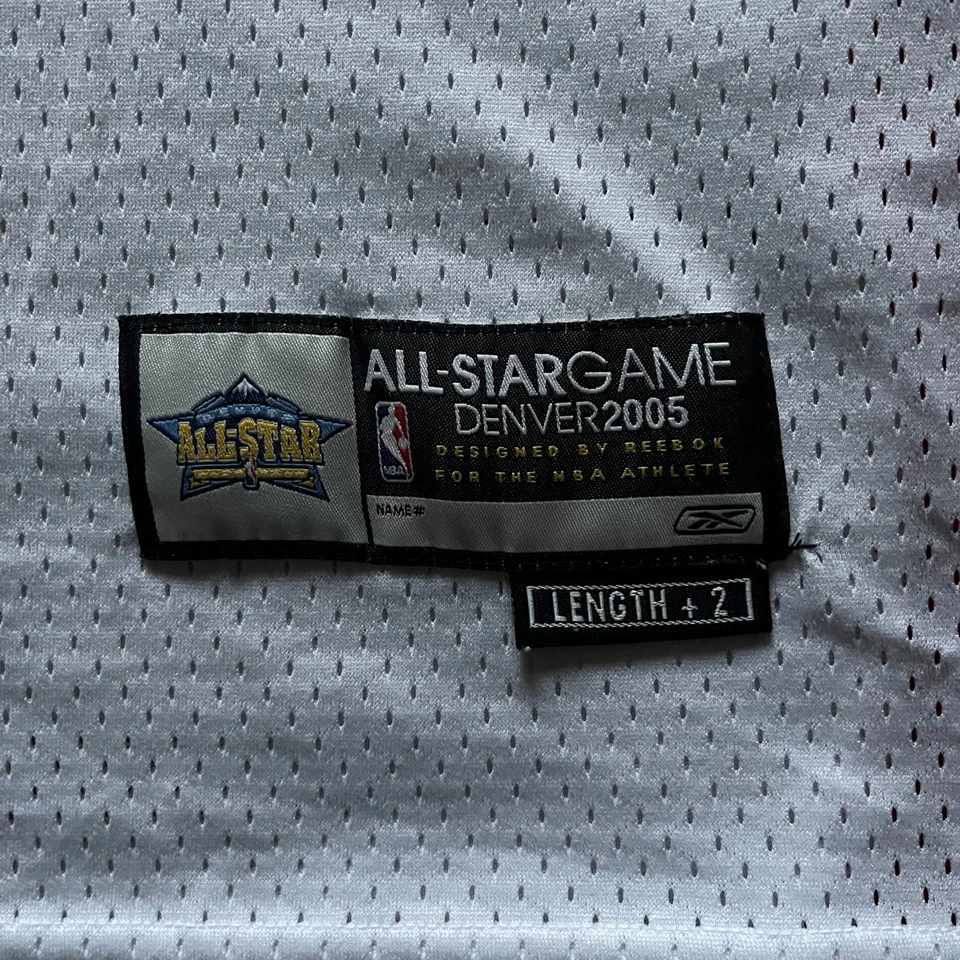 ALL-STAR
ALL-STARGAME
DENVER2005
NBA
DESIGNED BY REEBOK
FOR THE NBA ATHLETE
NAME#
LENGTH + 2